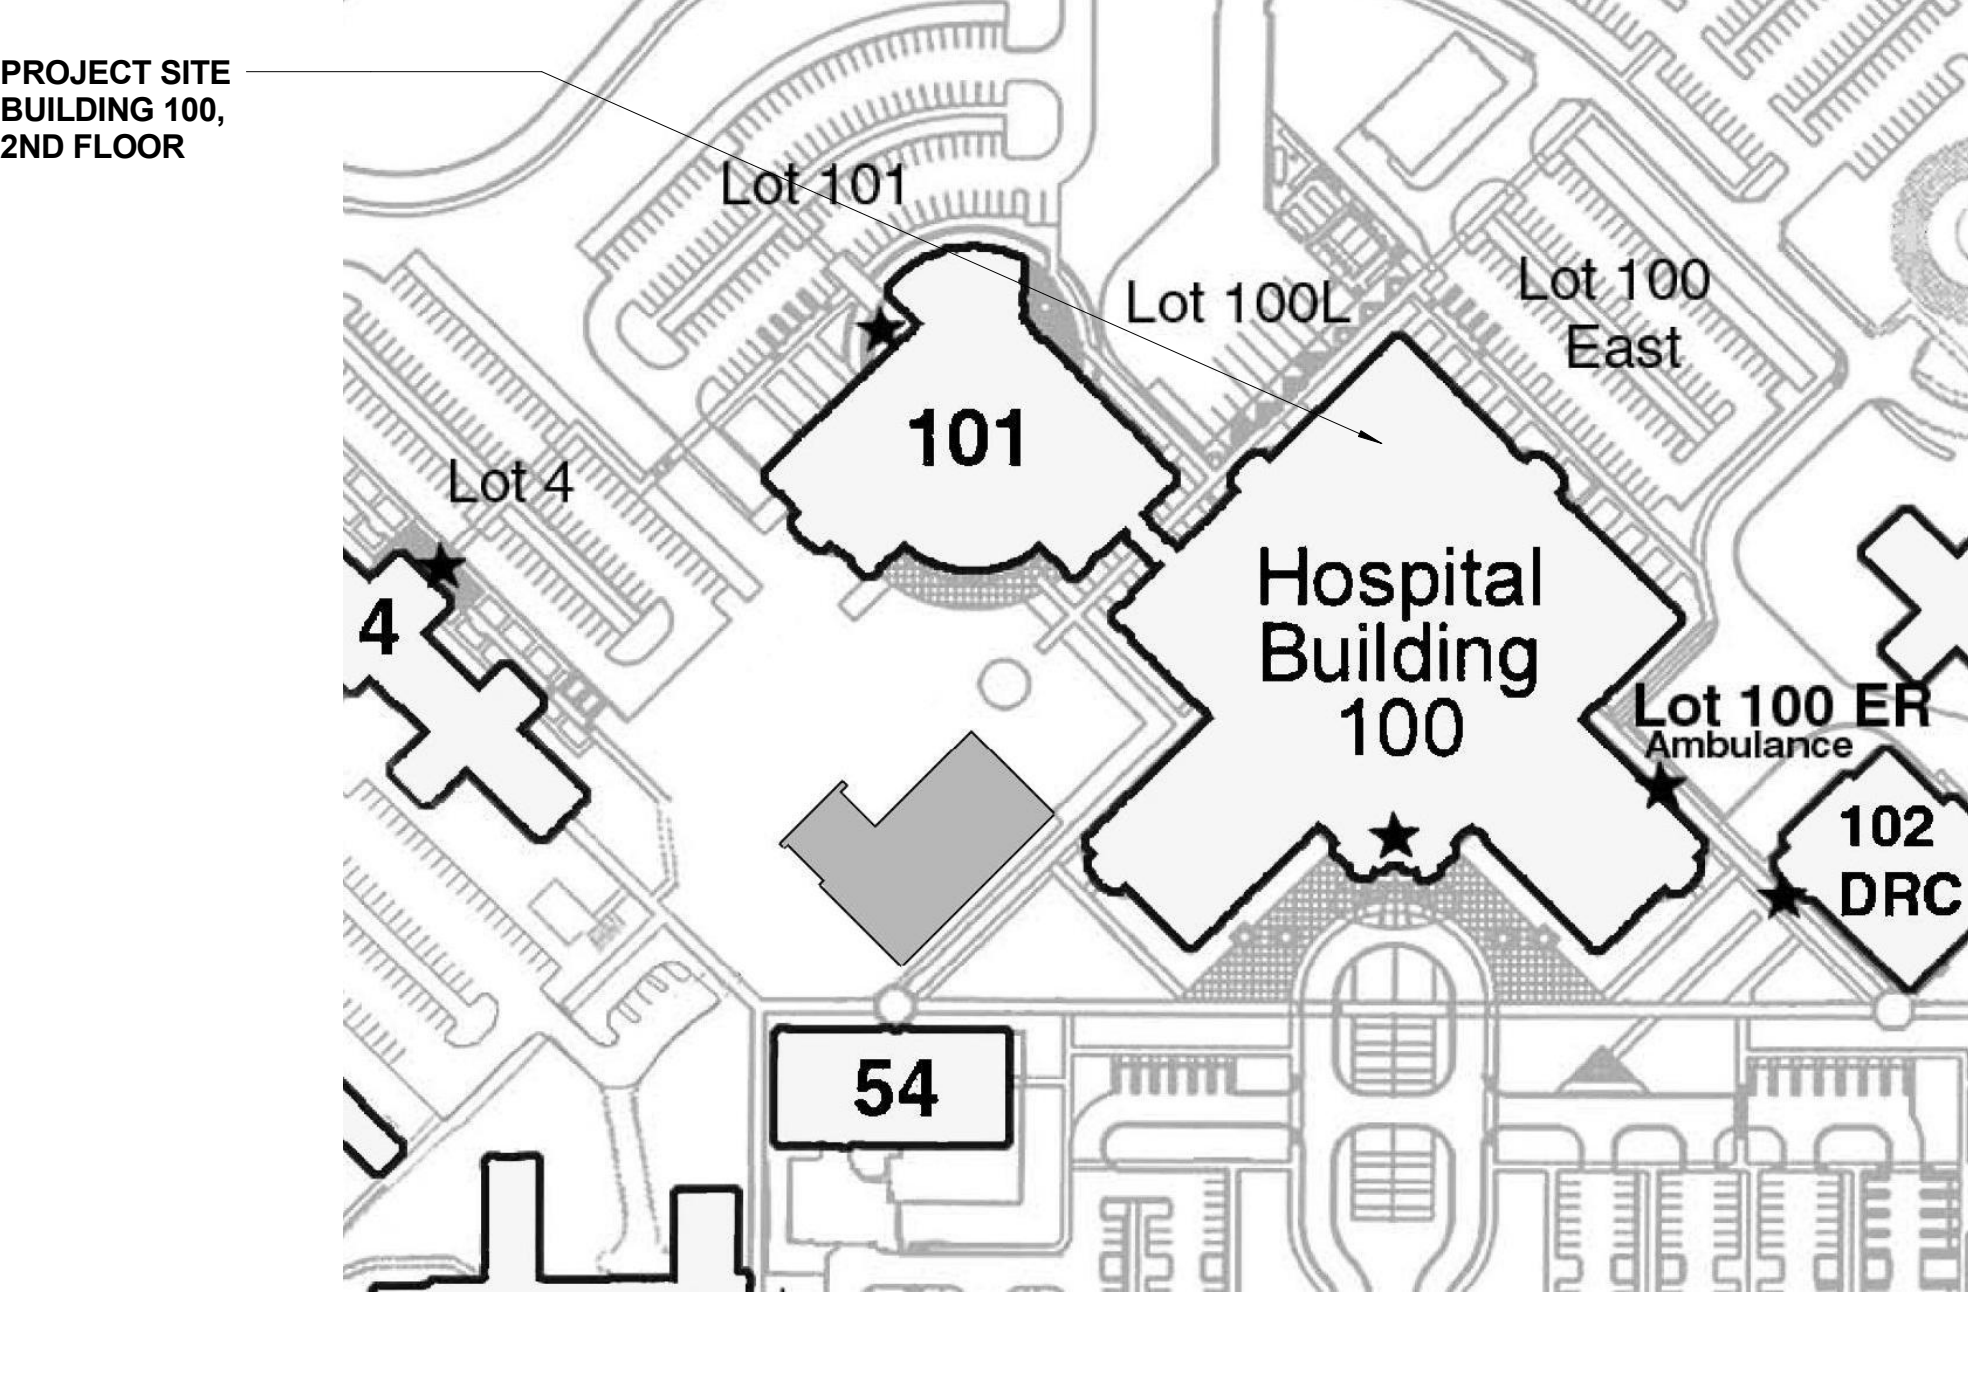 PROJECT SITE
BUILDING 100,
2ND FLOOR
Lot 101
Lot 100L
Lot 100
East
101
Lot 4
4
Hospital
Building
100
Lot 100 ER
Ambulance
102
DRC
54